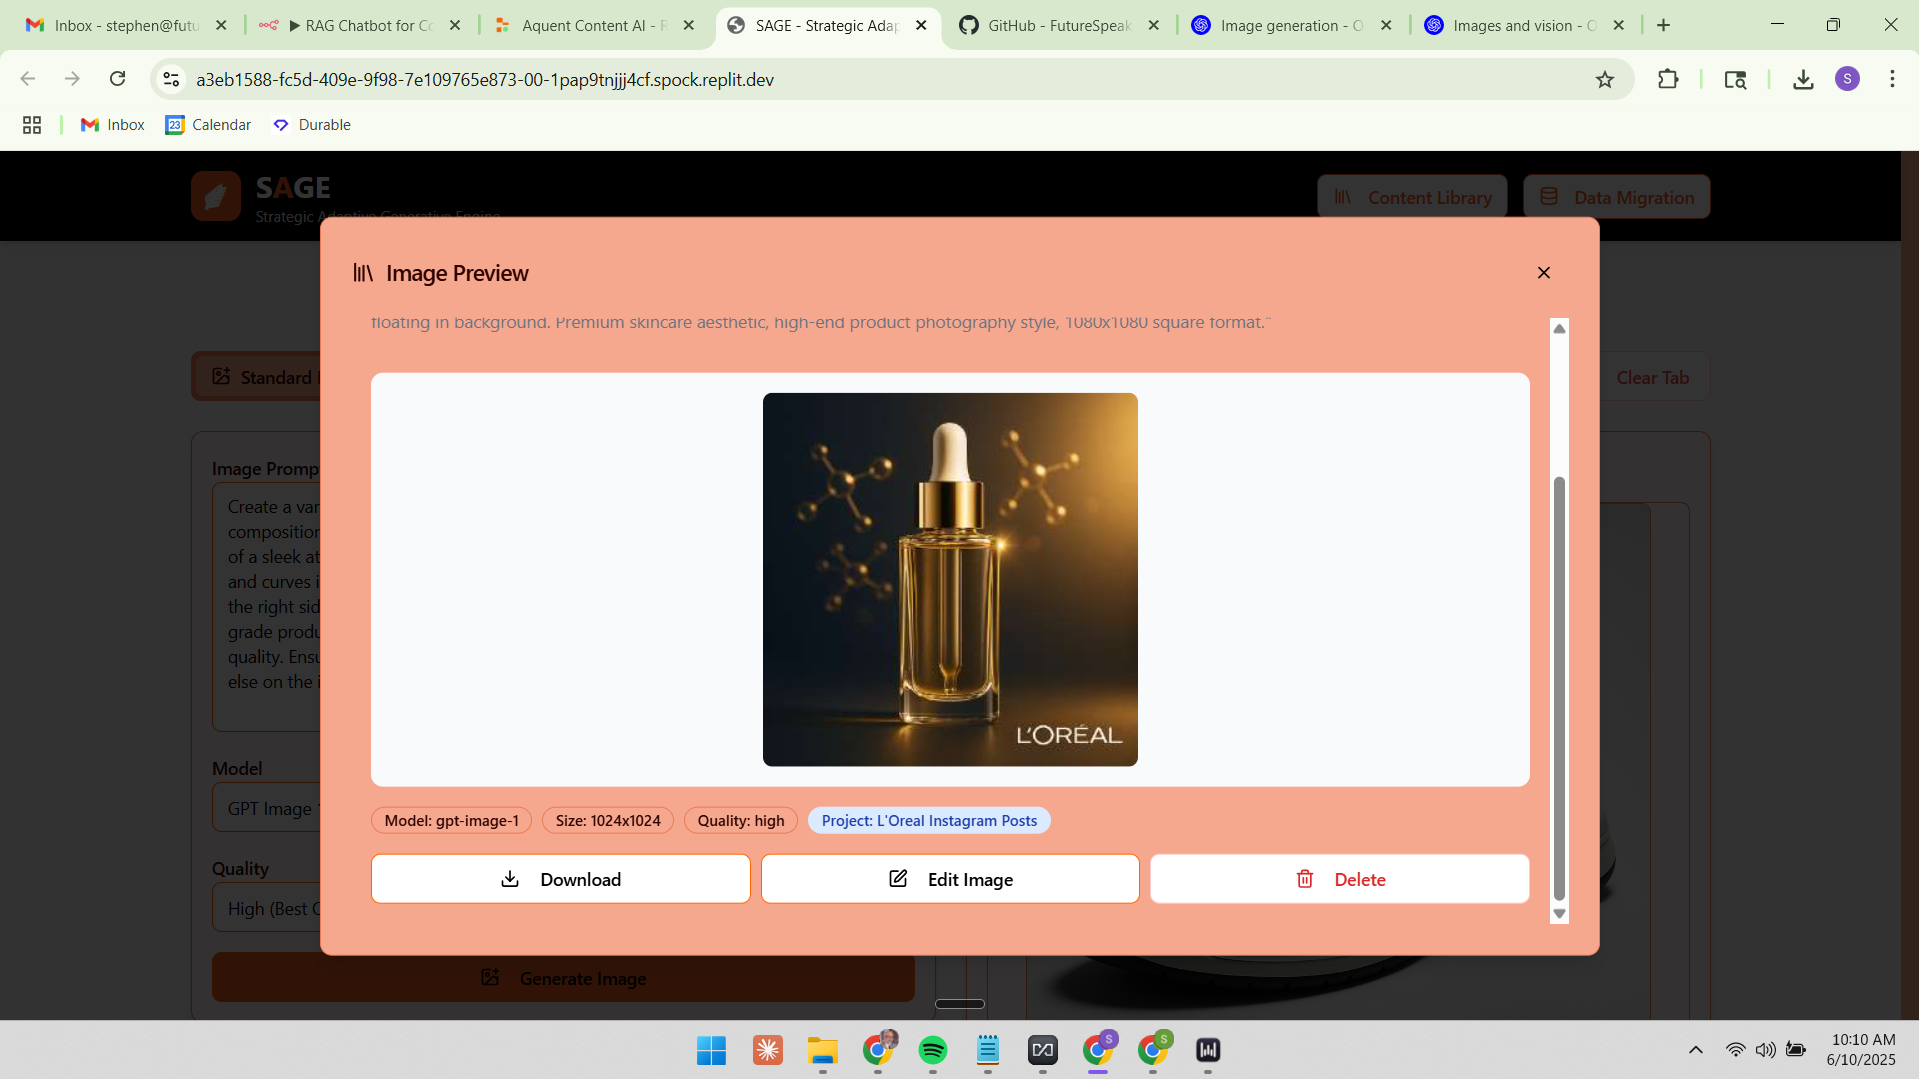 Inbox - stephen@futu
▶ RAG Chatbot for Co
Aquent Content AI - R
SAGE - Strategic Adap
GitHub - FutureSpeak
Image generation - O
Images and vision - O
a3eb1588-fc5d-409e-9f98-7e109765e873-00-1pap9tnjjj4cf.spock.replit.dev
S
Inbox
23 Calendar
Durable
SAGE
Strategic Adaptive Generative Engine
Content Library
Data Migration
Image Preview
floating in background. Premium skincare aesthetic, high-end product photography style, 1080x1080 square format."
Standard
Clear Tab
Image Promp
Create a var
composition
of a sleek at
and curves i
the right sid
grade produ
quality. Ensu
else on the i
L'ORÉAL
Model
GPT Image
Model: gpt-image-1
Size: 1024x1024
Quality: high
Project: L'Oreal Instagram Posts
Quality
High (Best
Download
Edit Image
Delete
Generate Image
S
S
10:10 AM
6/10/2025